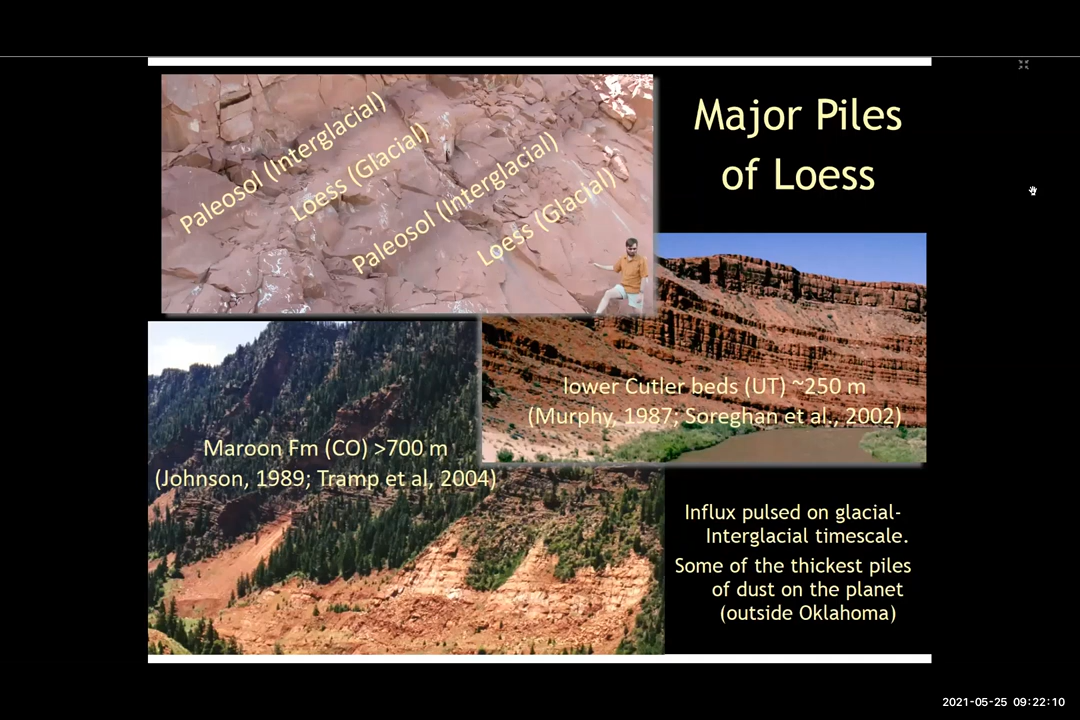 Major Piles
of Loess
Paleosol (Interglacial)
Loess (Glacial)
Paleosol (Interglacial)
Loess (Glacial)
lower Cutler beds (UT) ~250 m
(Murphy, 1987; Soreghan et al., 2002)
Maroon Fm (CO) >700 m
(Johnson, 1989; Tramp et al, 2004)
Influx pulsed on glacial-
Interglacial timescale.
Some of the thickest piles
of dust on the planet
(outside Oklahoma)
2021-05-25 09:22:10